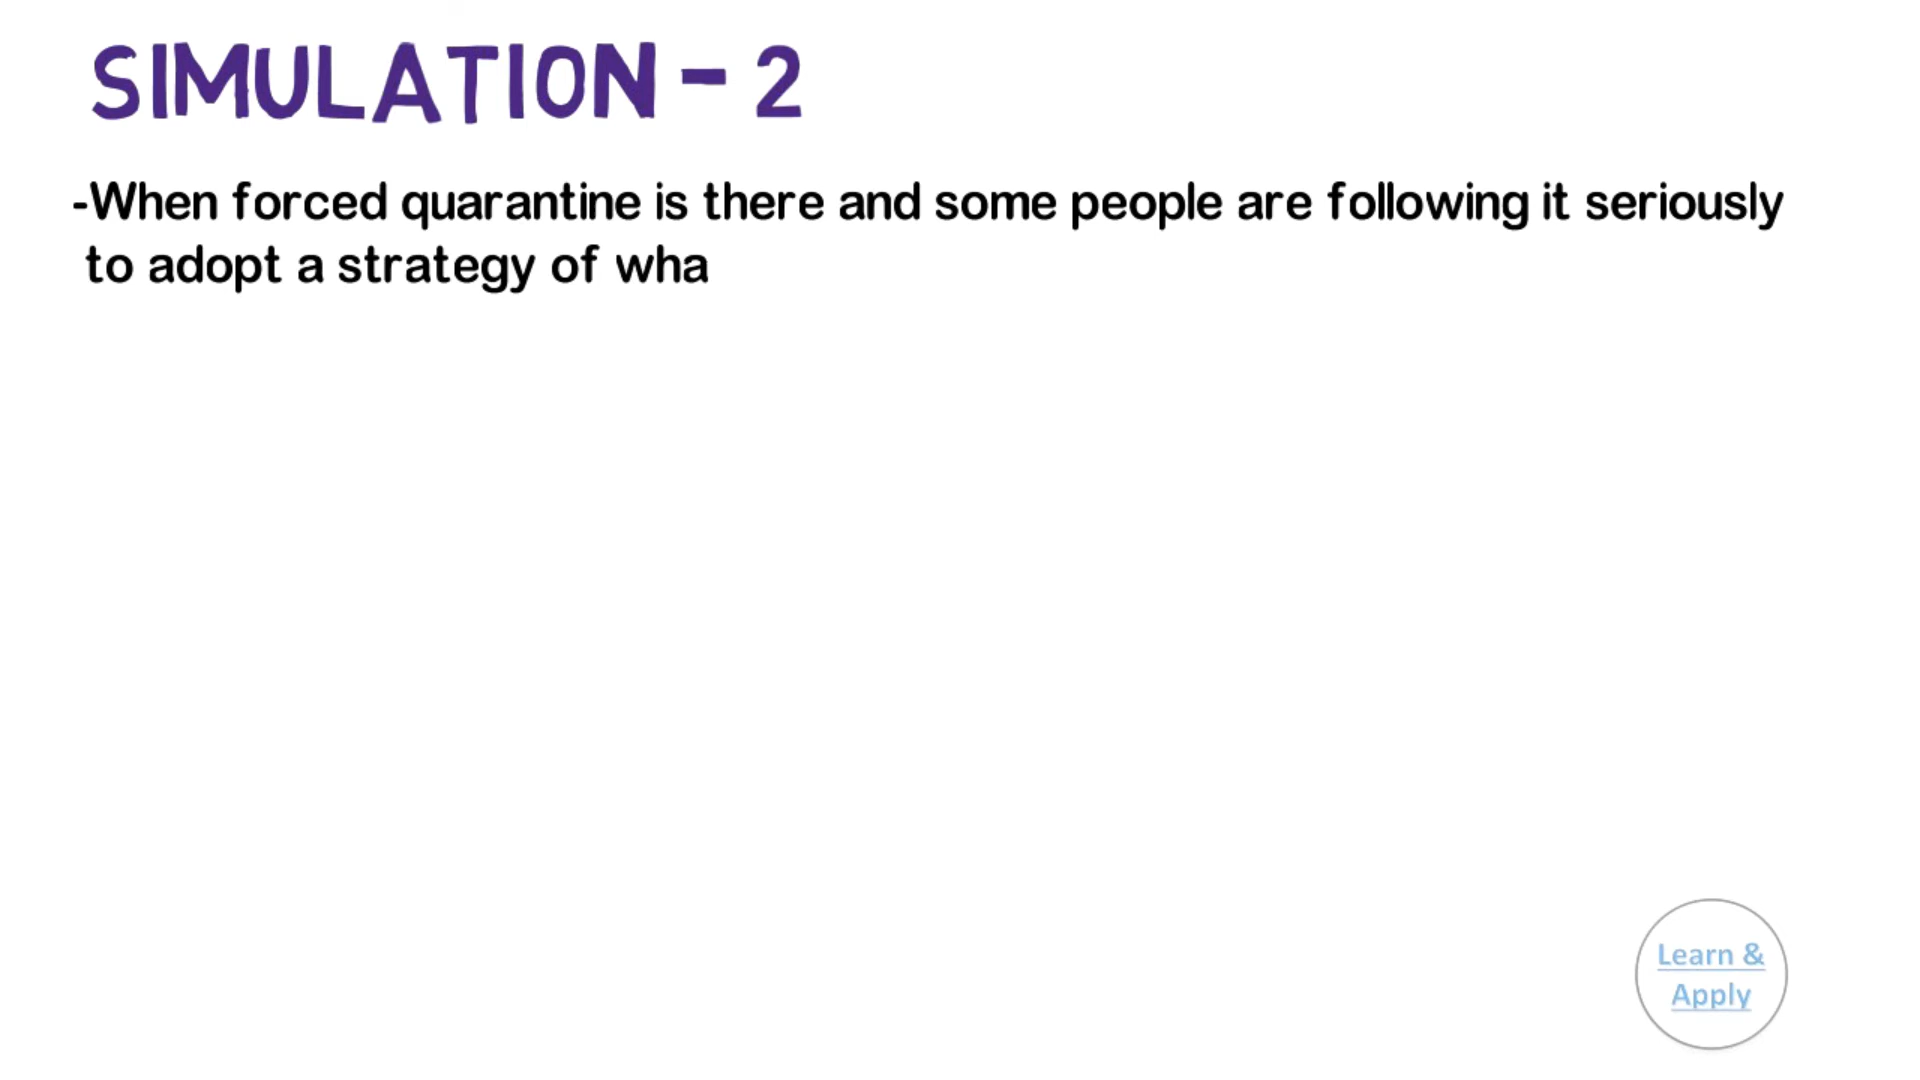 SIMULATION - 2
-When forced quarantine is there and some people are following it seriously
to adopt a strategy of wha
Learn &
Apply